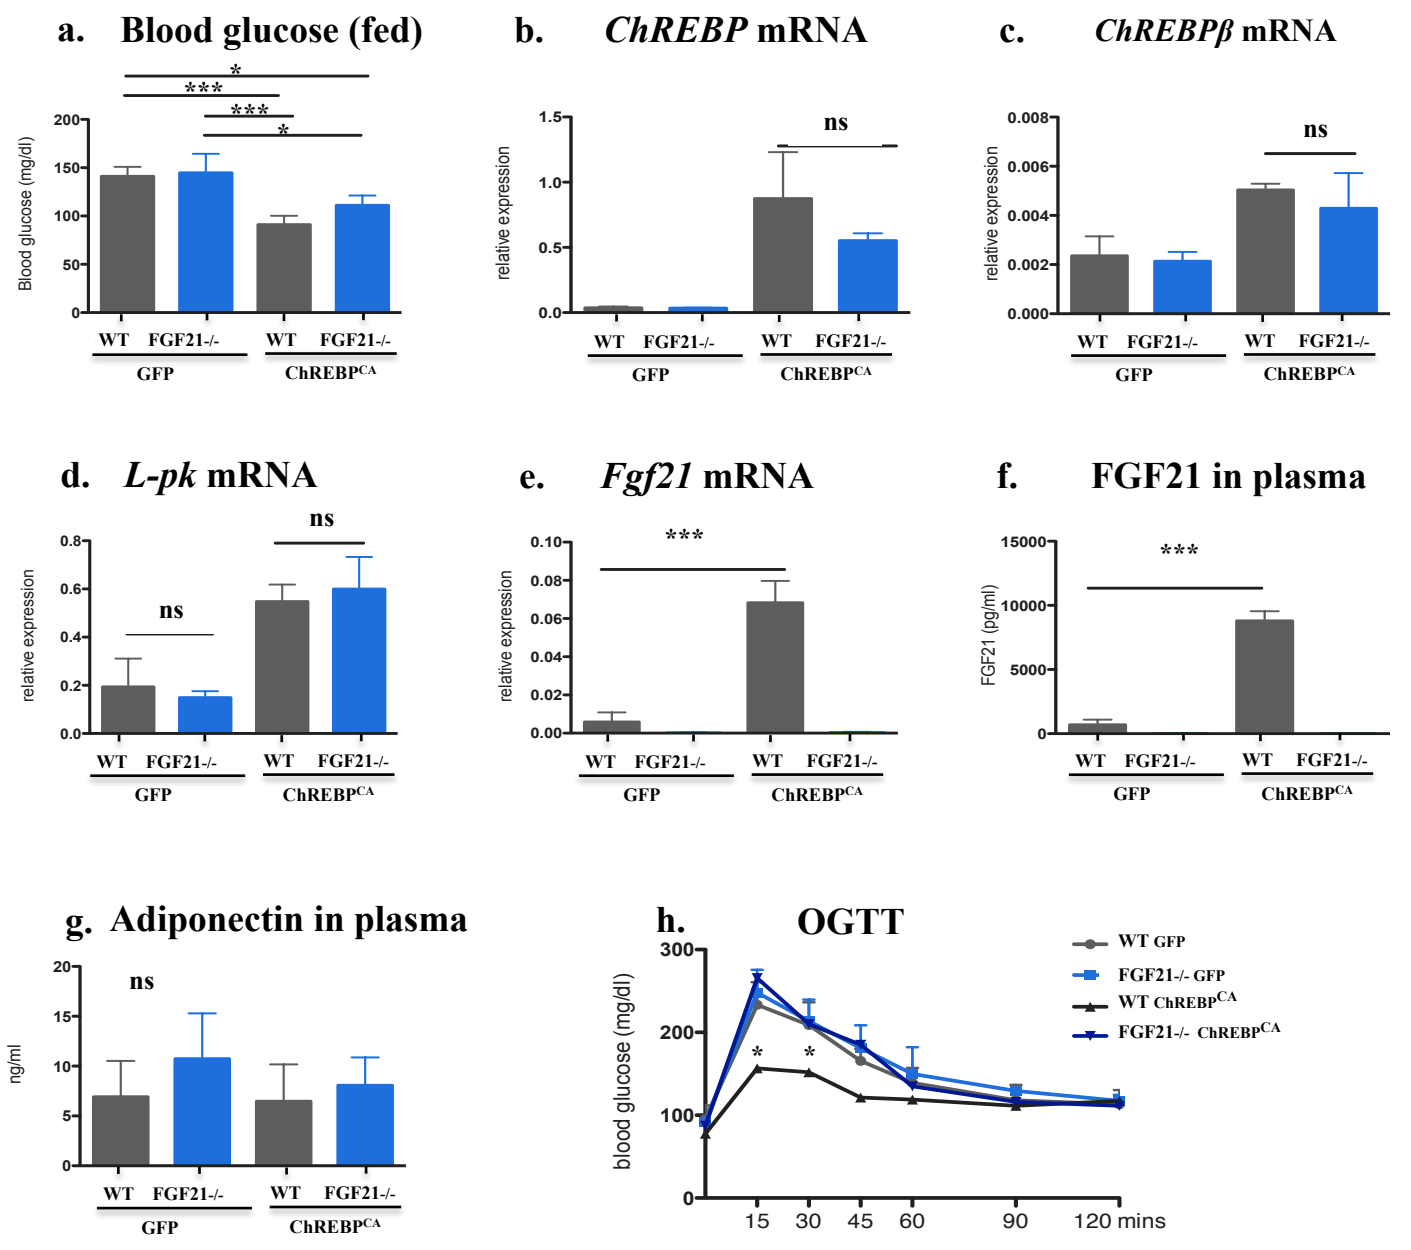 a. Blood glucose (fed)
*
***
***
*
Blood glucose (mg/dl)
200
150
100
50
0
WT FGF21-/- WT FGF21-/-
GFP ChREBPCA
b. ChREBP mRNA
ns
relative expression
1.5
1.0
0.5
0.0
WT FGF21-/- WT FGF21-/-
GFP ChREBPCA
c. ChREBPβ mRNA
ns
relative expression
0.008
0.006
0.004
0.002
0.000
WT FGF21-/- WT FGF21-/-
GFP ChREBPCA
d. L-pk mRNA
ns
ns
relative expression
0.8
0.6
0.4
0.2
0.0
WT FGF21-/- WT FGF21-/-
GFP ChREBPCA
e. Fgf21 mRNA
***
relative expression
0.10
0.08
0.06
0.04
0.02
0.00
WT FGF21-/- WT FGF21-/-
GFP ChREBPCA
f. FGF21 in plasma
***
FGF21 (pg/ml)
15000
10000
5000
0
WT FGF21-/- WT FGF21-/-
GFP ChREBPCA
g. Adiponectin in plasma
ns
ng/ml
20
15
10
5
0
WT FGF21-/- WT FGF21-/-
GFP ChREBPCA
h. OGTT
blood glucose (mg/dl)
300
200
100
0
* *
15 30 45 60 90 120 mins
WT GFP
FGF21-/- GFP
WT ChREBPCA
FGF21-/- ChREBPCA